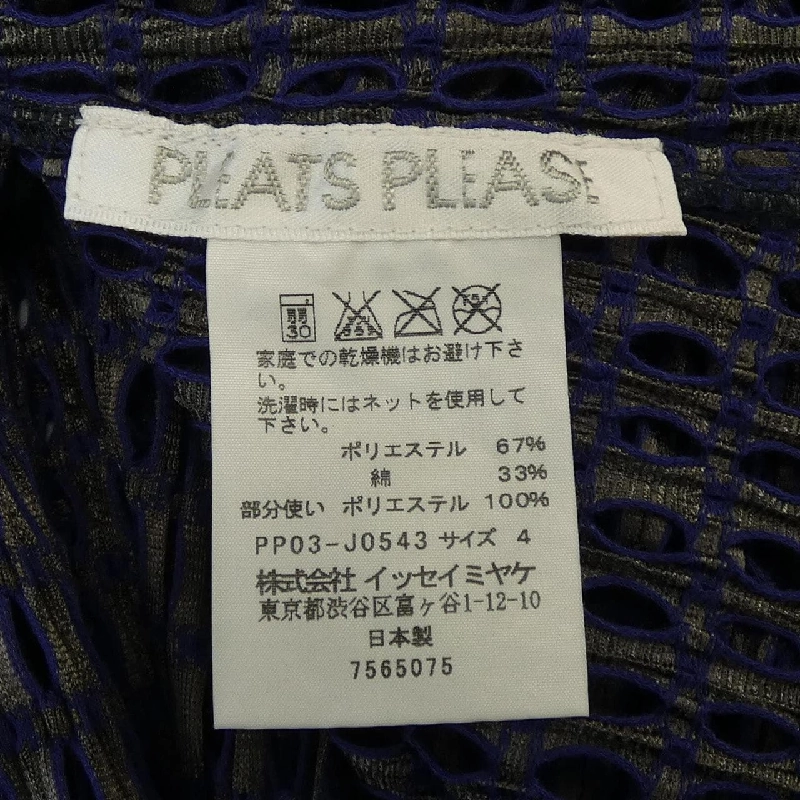 PLEATS PLEASE
弱
30
家庭での乾燥機はお避け下さ
い。
洗濯時にはネットを使用して
下さい。
ポリエステル 67%
綿 33%
部分使い ポリエステル 100%
PP03-J0543 サイズ 4
株式会社 イッセイミヤケ
東京都渋谷区富ヶ谷1-12-10
日本製
7565075